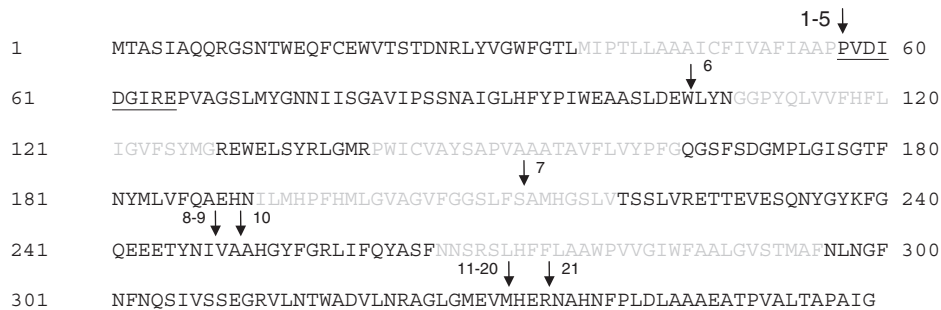 1-5
1 MTASIAQQRGSNTWEQFCEWVTSTDNRLYVGWFGTLMIPTLLAAAICFIVAFIAAPPVDI 60
6
61 DGIREPVAGSLMYGNNIISGAVIPSSNAIGLHFYPIWEAASLDEWLYNGGPYQLVVFHFL 120
121 IGVFSYMGREWELSYRLGMRPWICVAYSAPVAAATAVFLVYPFGQGSFSDGMPLGISGTF 180
7
181 NYMLVFQAEHNILMHPFHMLGVAGVFGGSLFSAMHGSLVTSSLVRETTEVESQNYGYKFG 240
8-9 10
241 QEEETYNIVAAHGYFGRLIFQYASFNNSRSLHFFLAAWPVVGIWFAALGVSTMAFNLNGF 300
11-20 21
301 NFNQSIVSSEGRVLNTWADVLNRAGLGMEVMHERNAHNFPLDLAAAEATPVALTAPAIG